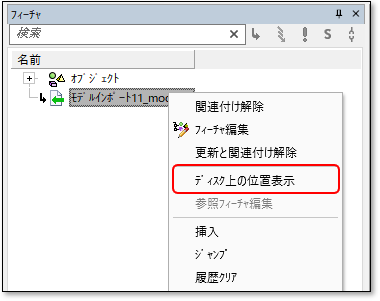 フィーチャ
検索
S
名前
オブジェクト
モデルインポート11_mod
関連付け解除
フィーチャ編集
更新と関連付け解除
ディスク上の位置表示
参照フィーチャ編集
挿入
ジャンプ
履歴クリア